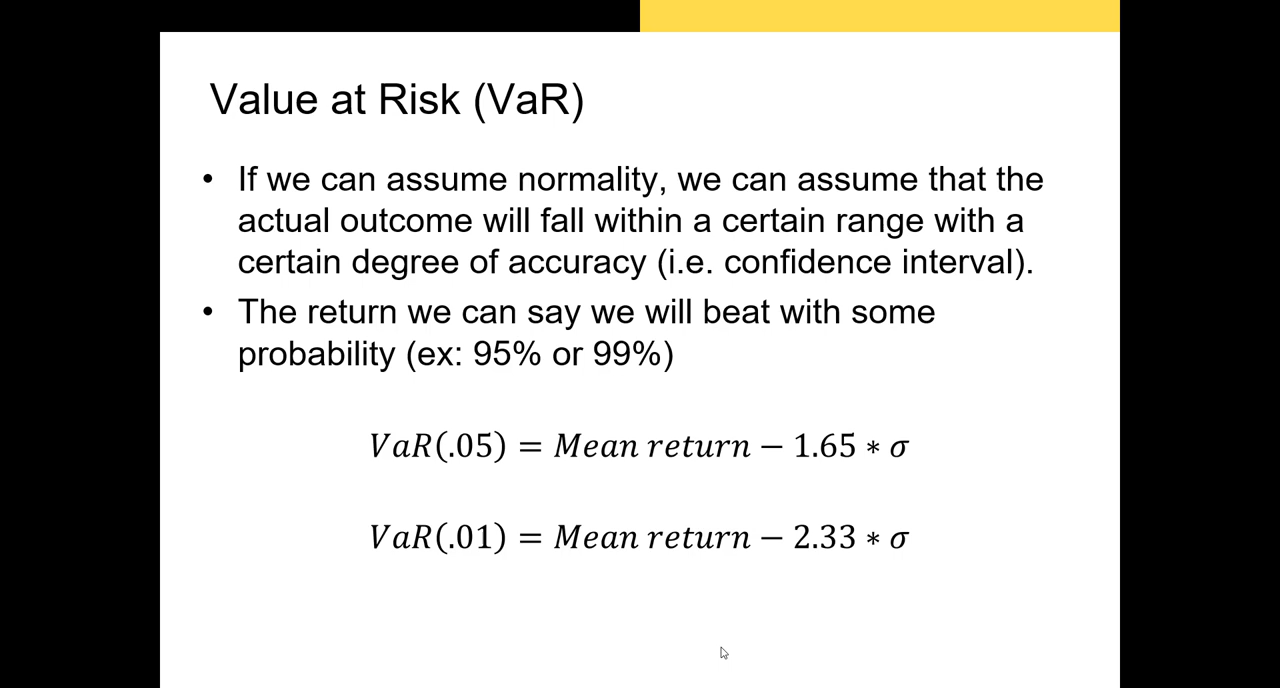 Value at Risk (VaR)
• If we can assume normality, we can assume that the
actual outcome will fall within a certain range with a
certain degree of accuracy (i.e. confidence interval).
• The return we can say we will beat with some
probability (ex: 95% or 99%)
VaR(.05) = Mean return − 1.65 ∗ σ
VaR(.01) = Mean return − 2.33 ∗ σ